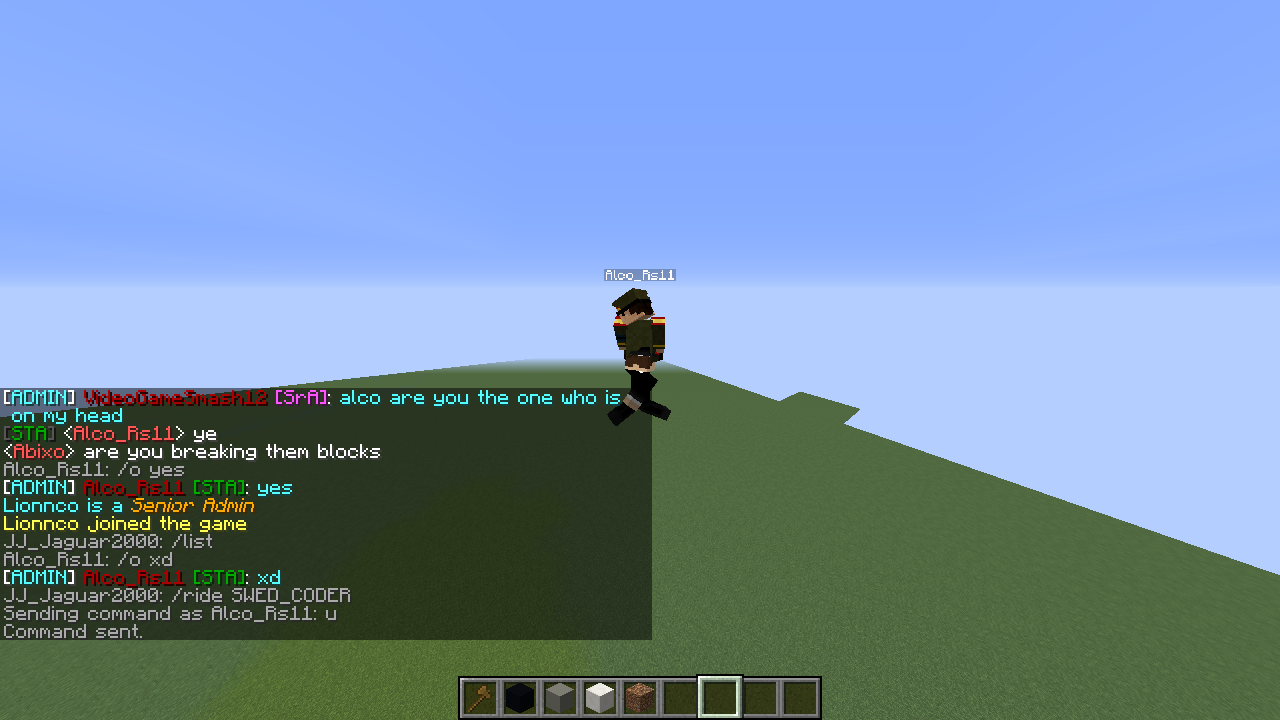 Alco_Rs11
[ADMIN] VideoGameSmash12 [SrA]: alco are you the one who is
on my head
[STA] <Alco_Rs11> ye
<Abixo> are you breaking them blocks
Alco_Rs11: /o yes
[ADMIN] Alco_Rs11 [STA]: yes
Lionnco is a Senior Admin
Lionnco joined the game
JJ_Jaguar2000: /list
Alco_Rs11: /o xd
[ADMIN] Alco_Rs11 [STA]: xd
JJ_Jaguar2000: /ride SWED_CODER
Sending command as Alco_Rs11: u
Command sent.